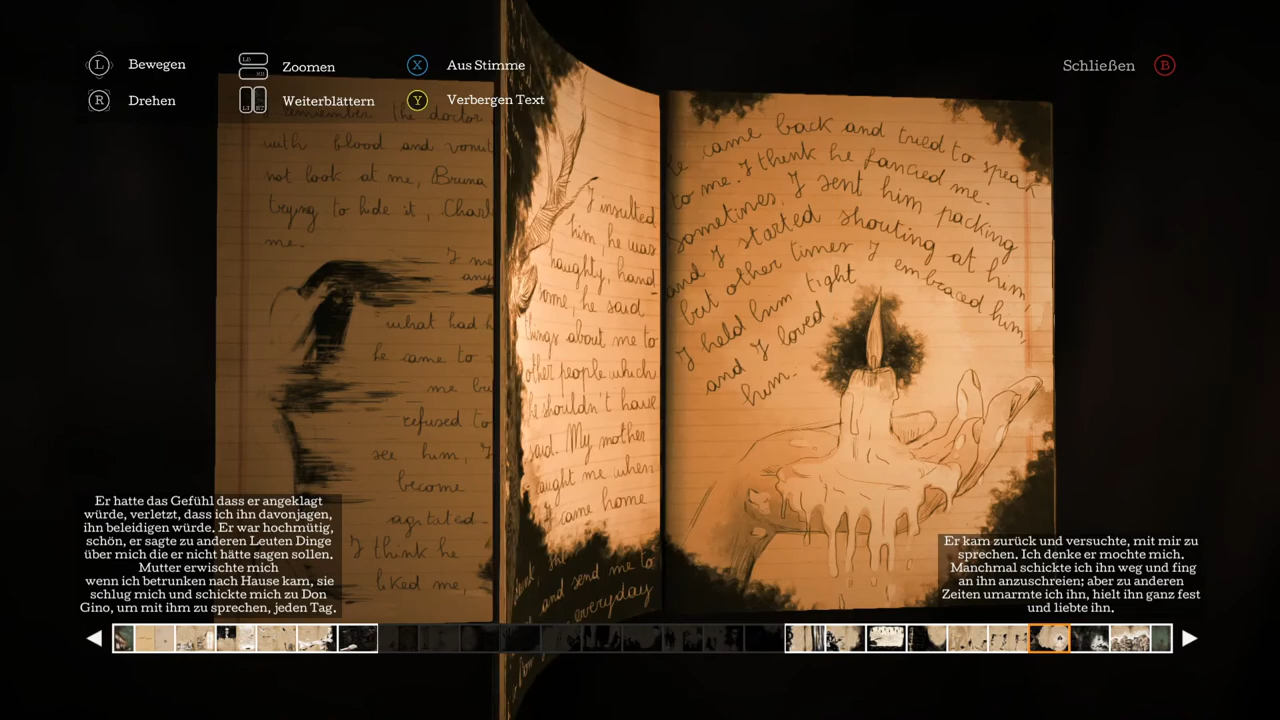 L
Bewegen
LB
RB
Zoomen
X
Aus Stimme
Schließen
B
R
Drehen
LT
RT
Weiterblättern
Y
Verbergen Text
remember the doctor
with blood and vomit
not look at me, Bruna
trying to hide it, Charl
me.
I me
any
what had h
he came to
me bu
refused to
see him, I
become
agitated-
I think he
liked me,
I insulted
him, he was
haughty, hand-
some, he said
things about me to
other people which
he shouldn't have
said. My mother
caught me when
I came home
and send me to
everyday
He came back and tried to speak
to me. I think he fancied me.
Sometimes, I sent him packing
and I started shouting at him,
but other times I embraced him,
I held him tight
and I loved
him.
Er hatte das Gefühl dass er angeklagt
würde, verletzt, dass ich ihn davonjagen,
ihn beleidigen würde. Er war hochmütig,
schön, er sagte zu anderen Leuten Dinge
über mich die er nicht hätte sagen sollen.
Mutter erwischte mich
wenn ich betrunken nach Hause kam, sie
schlug mich und schickte mich zu Don
Gino, um mit ihm zu sprechen, jeden Tag.
Er kam zurück und versuchte, mit mir zu
sprechen. Ich denke er mochte mich.
Manchmal schickte ich ihn weg und fing
an ihn anzuschreien; aber zu anderen
Zeiten umarmte ich ihn, hielt ihn ganz fest
und liebte ihn.